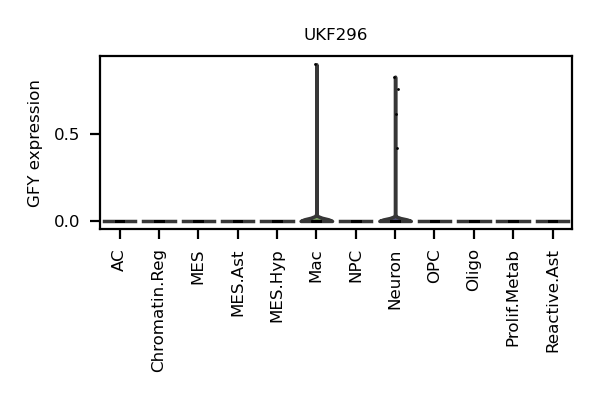 UKF296
GFY expression
0.5
0.0
AC
Chromatin.Reg
MES
MES.Ast
MES.Hyp
Mac
NPC
Neuron
OPC
Oligo
Prolif.Metab
Reactive.Ast